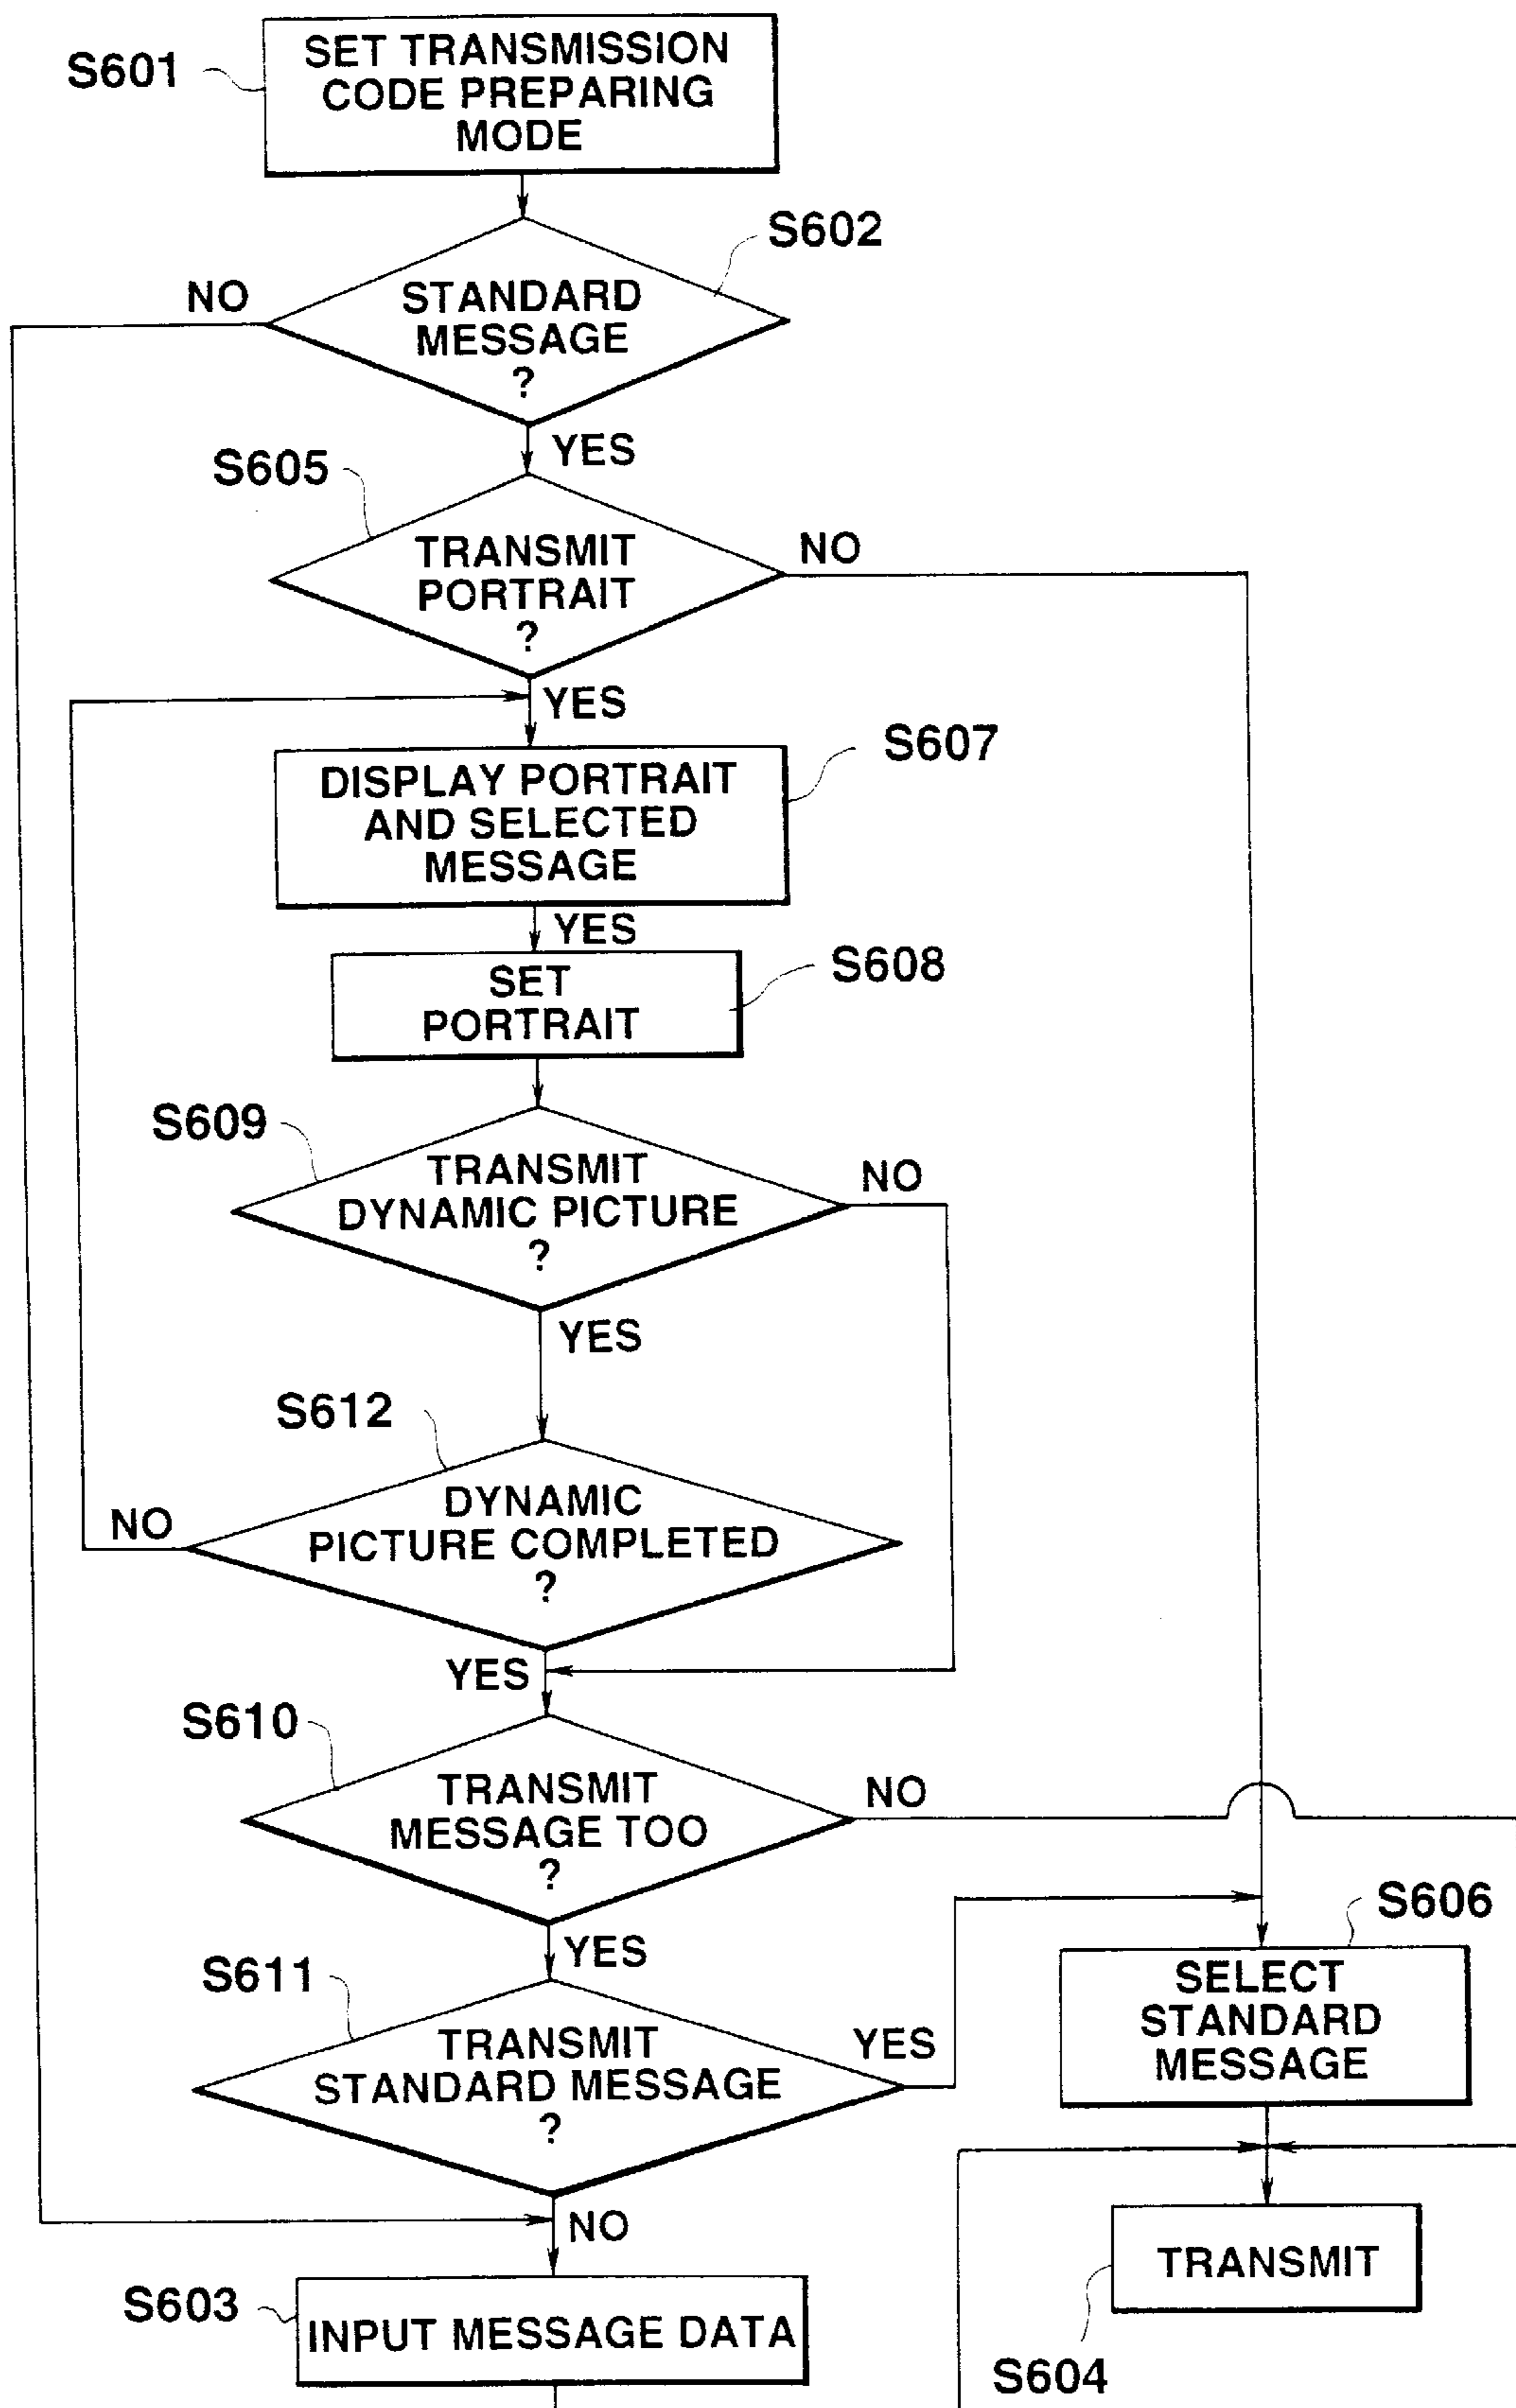 S601
SET TRANSMISSION
CODE PREPARING
MODE
S602
NO
STANDARD
MESSAGE
?
YES
S605
TRANSMIT
PORTRAIT
?
NO
YES
S607
DISPLAY PORTRAIT
AND SELECTED
MESSAGE
YES
S608
SET
PORTRAIT
S609
TRANSMIT
DYNAMIC PICTURE
?
NO
YES
S612
DYNAMIC
PICTURE COMPLETED
?
NO
YES
S610
TRANSMIT
MESSAGE TOO
?
NO
YES
S606
SELECT
STANDARD
MESSAGE
S611
TRANSMIT
STANDARD MESSAGE
?
YES
NO
TRANSMIT
S604
S603
INPUT MESSAGE DATA